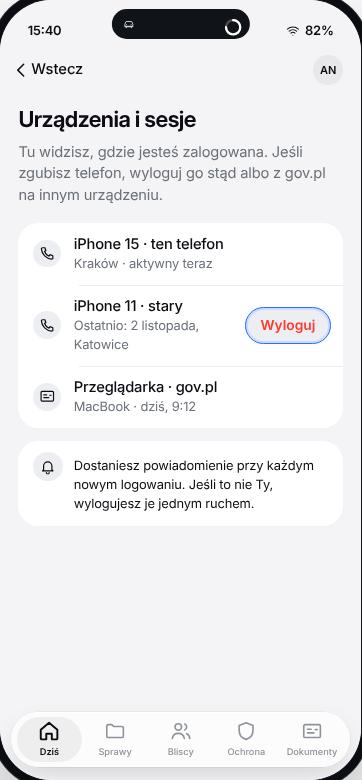 15:40
82%
Wstecz
AN
Urządzenia i sesje
Tu widzisz, gdzie jesteś zalogowana. Jeśli
zgubisz telefon, wyloguj go stąd albo z gov.pl
na innym urządzeniu.
iPhone 15 · ten telefon
Kraków · aktywny teraz
iPhone 11 · stary
Ostatnio: 2 listopada,
Katowice
Wyloguj
Przeglądarka · gov.pl
MacBook · dziś, 9:12
Dostaniesz powiadomienie przy każdym
nowym logowaniu. Jeśli to nie Ty,
wylogujesz je jednym ruchem.
Dziś
Sprawy
Bliscy
Ochrona
Dokumenty